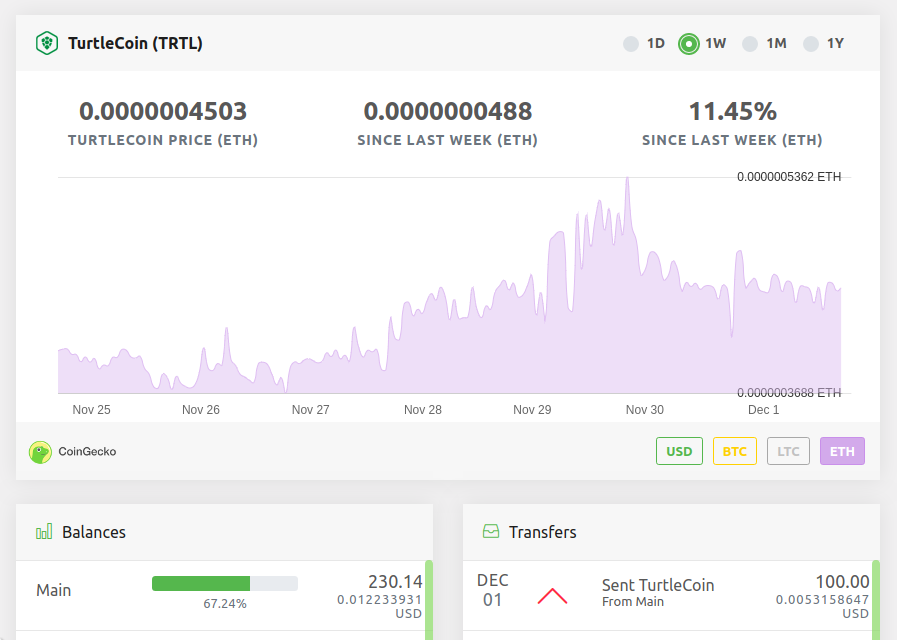 TurtleCoin (TRTL)
1D 1W 1M 1Y
0.0000004503 0.0000000488 11.45%
TURTLECOIN PRICE (ETH) SINCE LAST WEEK (ETH) SINCE LAST WEEK (ETH)
0.0000005362 ETH
0.0000003688 ETH
Nov 25 Nov 26 Nov 27 Nov 28 Nov 29 Nov 30 Dec 1
CoinGecko USD BTC LTC ETH
Balances
Main 67.24% 230.14
0.012233931
USD
Transfers
DEC
01
Sent TurtleCoin 100.00
From Main 0.0053158647
USD